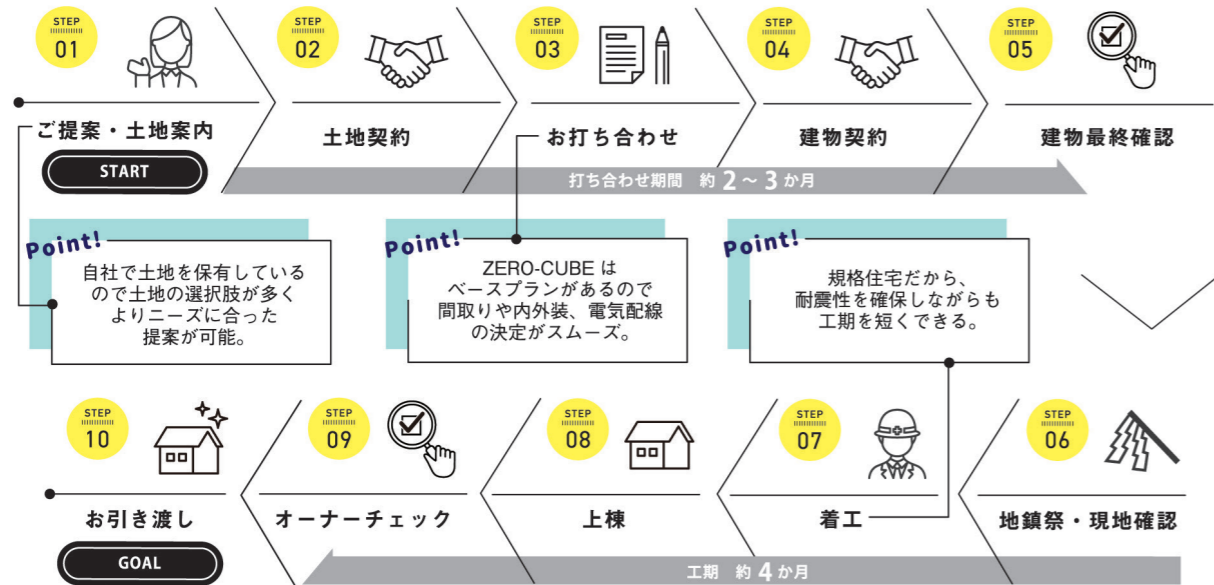 STEP
01
ご提案・土地案内
START
STEP
02
土地契約
STEP
03
お打ち合わせ
STEP
04
建物契約
STEP
05
建物最終確認
打ち合わせ期間 約 2 ～ 3 か月
Point!
自社で土地を保有している
ので土地の選択肢が多く
よりニーズに合った
提案が可能。
Point!
ZERO-CUBE は
ベースプランがあるので
間取りや内外装、電気配線
の決定がスムーズ。
Point!
規格住宅だから、
耐震性を確保しながらも
工期を短くできる。
STEP
06
地鎮祭・現地確認
STEP
07
着工
STEP
08
上棟
STEP
09
オーナーチェック
STEP
10
お引き渡し
GOAL
工期 約 4 か月